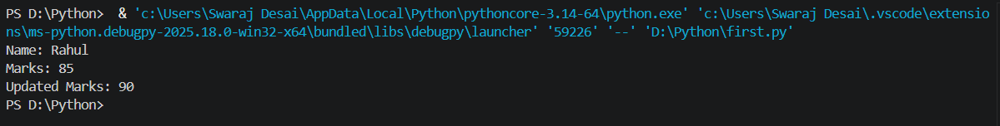 PS D:\Python>  & 'c:\Users\Swaraj Desai\AppData\Local\Python\pythoncore-3.14-64\python.exe' 'c:\Users\Swaraj Desai\.vscode\extensio
ns\ms-python.debugpy-2025.18.0-win32-x64\bundled\libs\debugpy\launcher' '59226' '--' 'D:\Python\first.py'
Name: Rahul
Marks: 85
Updated Marks: 90
PS D:\Python>